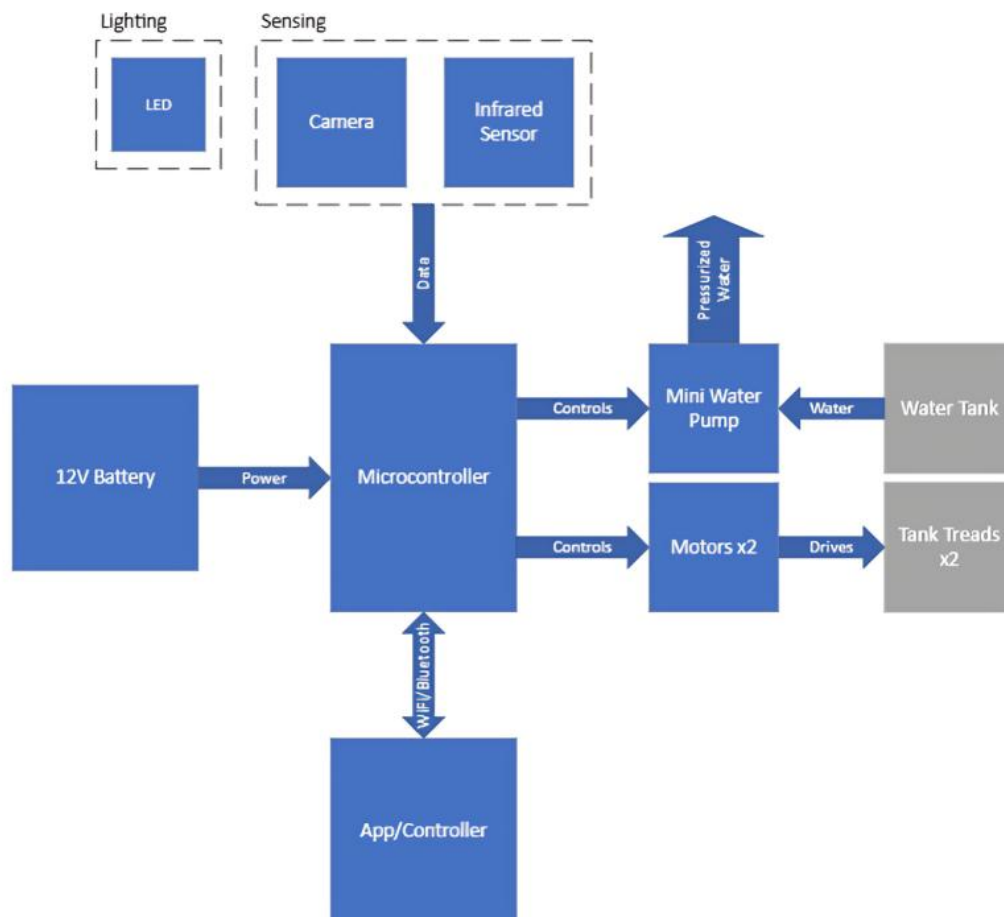 Lighting
Sensing
LED
Camera
Infrared
Sensor
Data
Pressurized
Water
12V Battery
Power
Microcontroller
Controls
Mini Water
Pump
Water
Water Tank
Controls
Motors x2
Drives
Tank Treads
x2
WiFi/Bluetooth
App/Controller